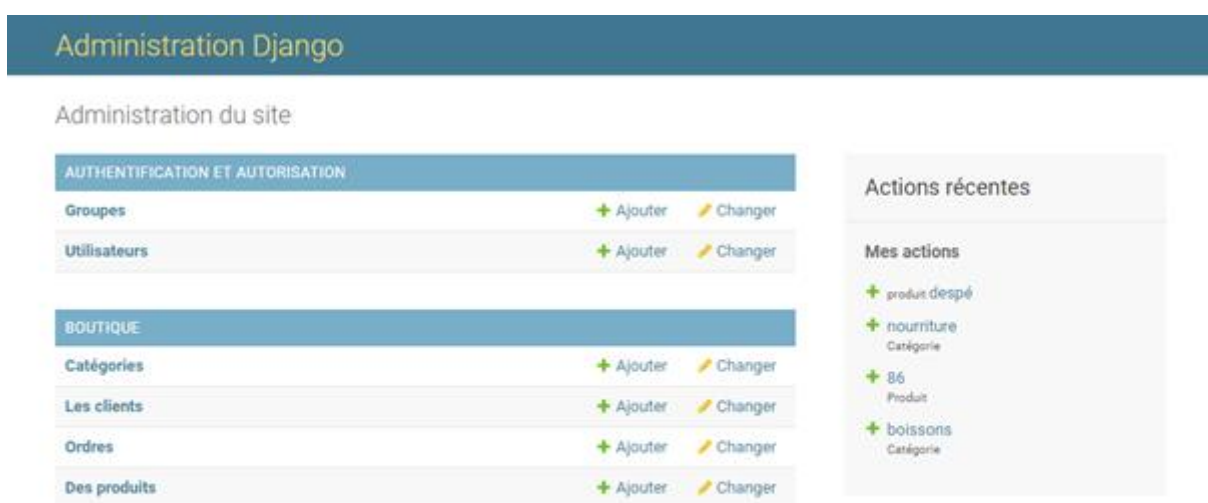 Administration Django
Administration du site
AUTHENTIFICATION ET AUTORISATION
Groupes + Ajouter Changer
Utilisateurs + Ajouter Changer
BOUTIQUE
Catégories + Ajouter Changer
Les clients + Ajouter Changer
Ordres + Ajouter Changer
Des produits + Ajouter Changer
Actions récentes
Mes actions
+ produit despé
+ nourriture
Catégorie
+ 86
Produit
+ boissons
Catégorie